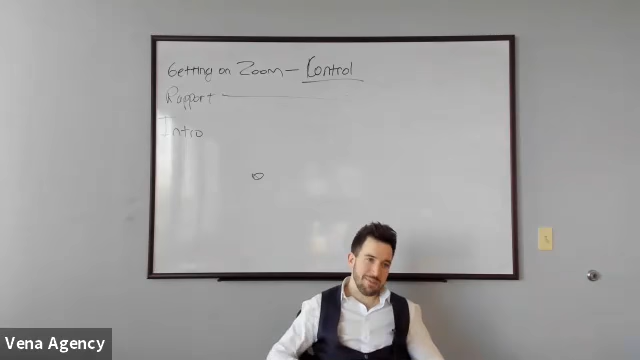 Getting on Zoom — Control
Rapport —
Intro
Vena Agency